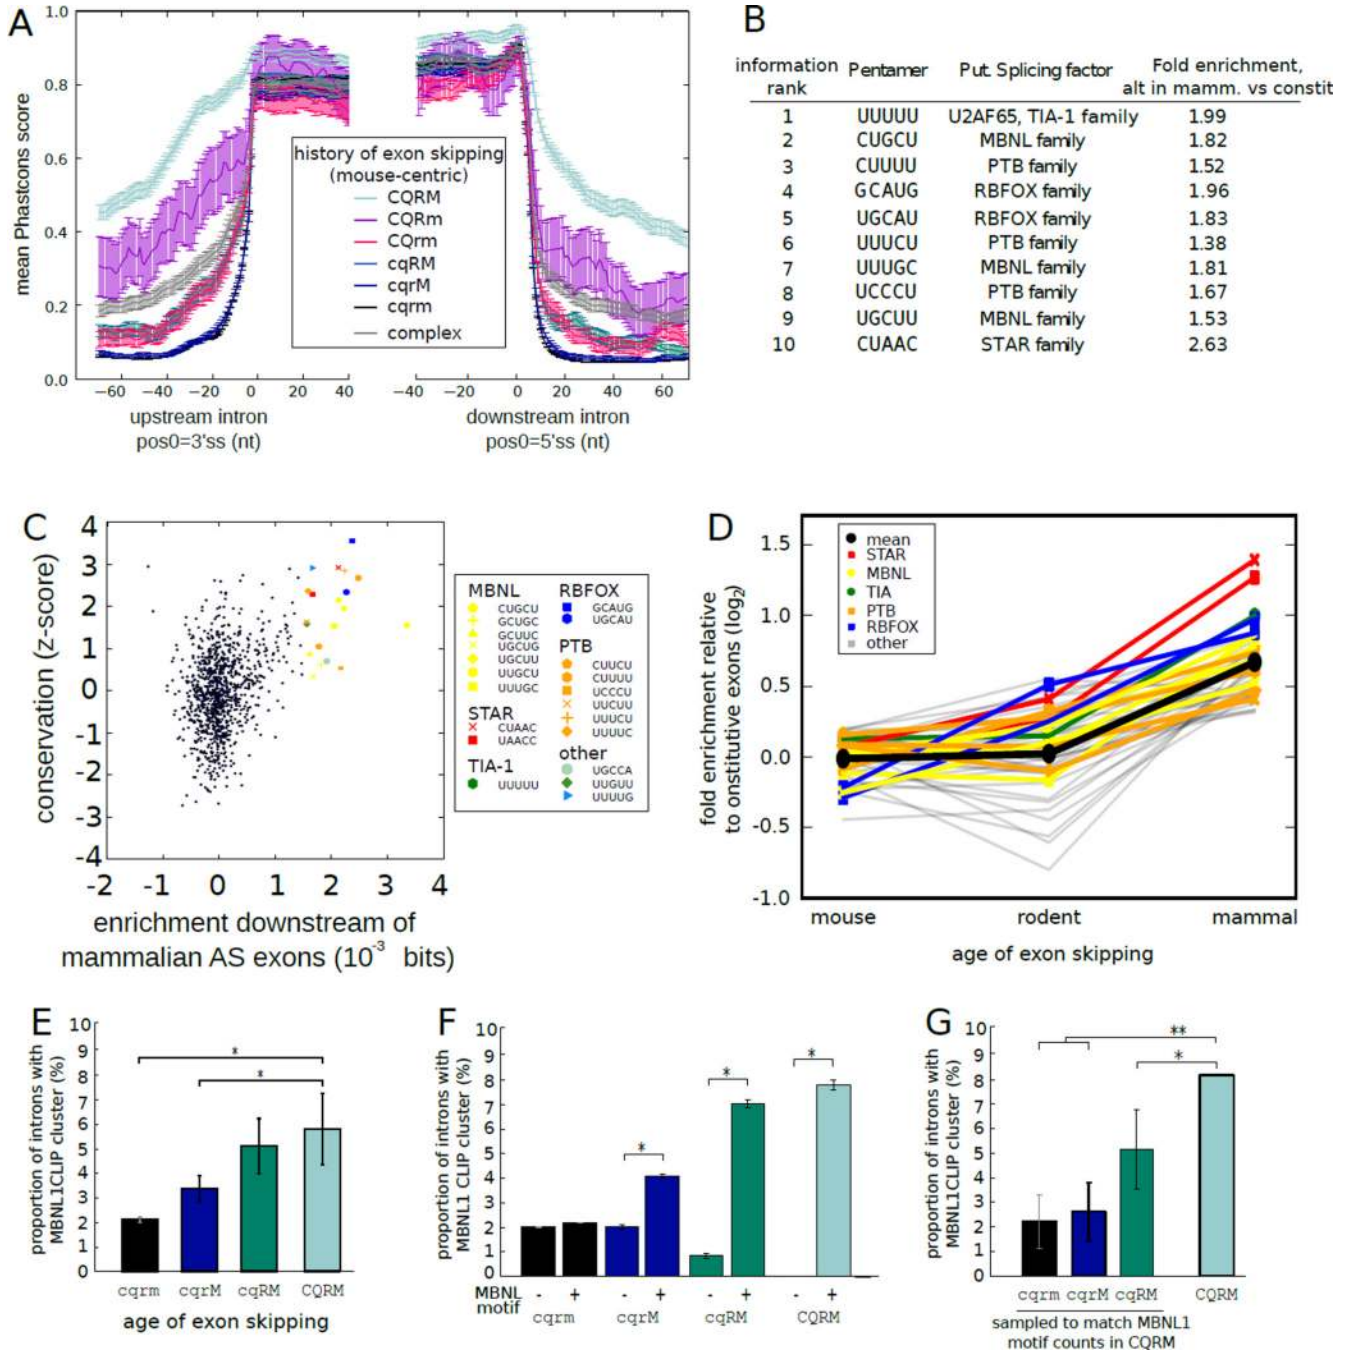 A
mean Phastcons score
1.0
0.8
0.6
0.4
0.2
0.0
history of exon skipping
(mouse-centric)
CQRM
CQRm
CQrm
cqRM
cqrM
cqrm
complex
−60 −40 −20 0 20 40
−40 −20 0 20 40 60
upstream intron
pos0=3'ss (nt)
downstream intron
pos0=5'ss (nt)
B
information rank Pentamer Put. Splicing factor Fold enrichment, alt in mamm. vs constit
1 UUUUU U2AF65, TIA-1 family 1.99
2 CUGCU MBNL family 1.82
3 CUUUU PTB family 1.52
4 GCAUG RBFOX family 1.96
5 UGCAU RBFOX family 1.83
6 UUUCU PTB family 1.38
7 UUUGC MBNL family 1.81
8 UCCCU PTB family 1.67
9 UGCUU MBNL family 1.53
10 CUAAC STAR family 2.63
C
conservation (z-score)
4
3
2
1
0
-1
-2
-3
-4
-2 -1 0 1 2 3 4
enrichment downstream of
mammalian AS exons (10⁻³ bits)
MBNL
CUGCU
GCUGC
GCUUC
UGCUG
UGCUU
UUGCU
UUUGC
STAR
CUAAC
UAACC
TIA-1
UUUUU
RBFOX
GCAUG
UGCAU
PTB
CUUCU
CUUUU
UCCCU
UUCUU
UUUCU
UUUUC
other
UGCCA
UUGUU
UUUUG
D
fold enrichment relative
to onstitutive exons (log₂)
1.5
1.0
0.5
0.0
-0.5
-1.0
mean
STAR
MBNL
TIA
PTB
RBFOX
other
mouse rodent mammal
age of exon skipping
E
proportion of introns with
MBNL1CLIP cluster (%)
10
9
8
7
6
5
4
3
2
1
0
*
*
cqrm cqrM cqRM CQRM
age of exon skipping
F
proportion of introns with
MBNL1 CLIP cluster (%)
10
9
8
7
6
5
4
3
2
1
0
* * *
MBNL motif - + - + - + - +
cqrm cqrM cqRM CQRM
G
proportion of introns with
MBNL1CLIP cluster (%)
10
9
8
7
6
5
4
3
2
1
0
**
*
cqrm cqrM cqRM CQRM
sampled to match MBNL1
motif counts in CQRM